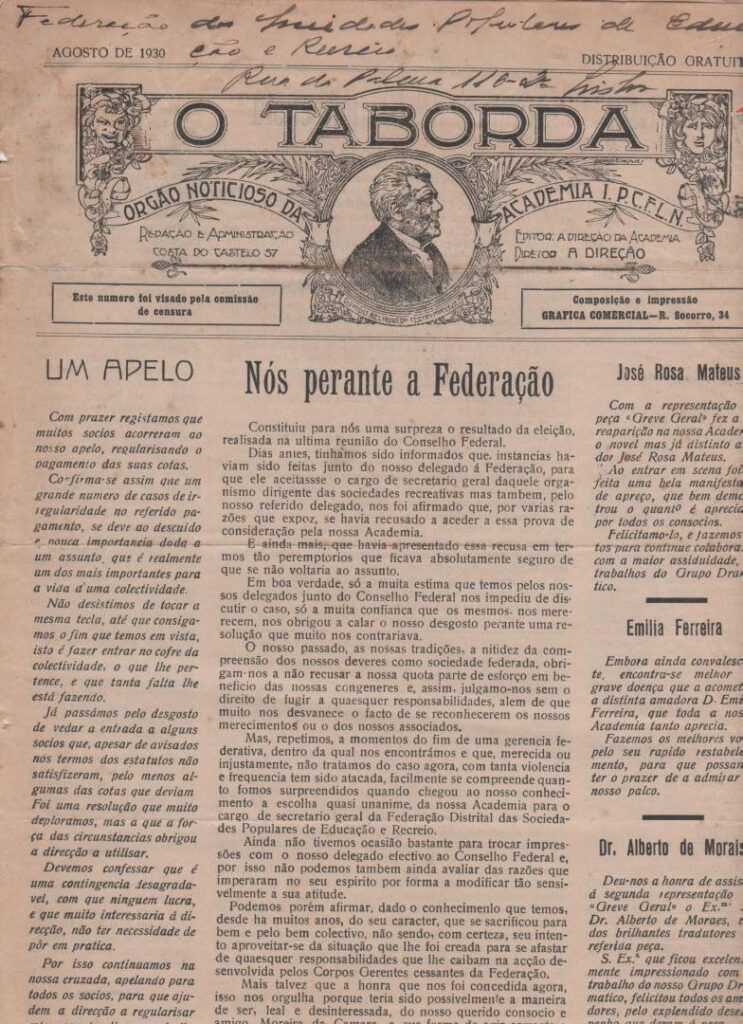 Federação das Sociedades Populares de Edu
ção e Recreio
AGOSTO DE 1930
DISTRIBUIÇÃO GRATUIT
Rua da Palma
O TABORDA
ORGÃO NOTICIOSO DA
ACADEMIA I. P. C. F. L. N.
REDAÇÃO E ADMINISTRAÇÃO
COSTA DO CASTELO 57
EDITOR: A DIREÇÃO DA ACADEMIA
DIRETOR A DIREÇÃO
Este numero foi visado pela comissão
de censura
Composição e impressão
GRAFICA COMERCIAL—R. Socorro, 34
UM APELO
Com prazer registamos que
muitos socios acorreram ao
nosso apelo, regularisando o
pagamento das suas cotas.
Co-firma-se assim que um
grande numero de casos de ir-
regularidade no referido pa-
gamento, se deve ao descuido
e pouca importancia dada a
um assunto que é realmente
um dos mais importantes para
a vida d'uma colectividade.
Não desistimos de tocar a
mesma tecla, até que consiga-
mos o fim que temos em vista,
isto é fazer entrar no cofre da
colectividade, o que lhe per-
tence, e que tanta falta lhe
está fazendo.
Já passámos pelo desgosto
de vedar a entrada a alguns
socios que, apesar de avisados
nos termos dos estatutos não
satisfizeram, pelo menos al-
gumas das cotas que deviam
Foi uma resolução que muito
deploramos, mas a que a for-
ça das circunstancias obrigou
a direcção a utilisar.
Devemos confessar que é
uma contingencia desagrada-
vel, com que ninguem lucra,
e que muito interessaria á di-
recção, não ter necessidade de
pôr em pratica.
Por isso continuamos na
nossa cruzada, apelando para
todos os socios, para que aju-
dem a direcção a regularisar
Nós perante a Federação
Constituiu para nós uma surpreza o resultado da eleição,
realisada na ultima reunião do Conselho Federal.
Dias antes, tinhamos sido informados que, instancias ha-
viam sido feitas junto do nosso delegado á Federação, para
que ele aceitassse o cargo de secretario geral daquele orga-
nismo dirigente das sociedades recreativas mas tambem, pelo
nosso referido delegado, nos foi afirmado que, por varias ra-
zões que expoz, se havia recusado a aceder a essa prova de
consideração pela nossa Academia.
E ainda mais, que havia apresentado essa recusa em ter-
mos tão peremptorios que ficava absolutamente seguro de
que se não voltaria ao assunto.
Em boa verdade, só a muita estima que temos pelos nos-
sos delegados junto do Conselho Federal nos impediu de dis-
cutir o caso, só a muita confiança que os mesmos, nos mere-
recem, nos obrigou a calar o nosso desgosto perante uma re-
solução que muito nos contrariava.
O nosso passado, as nossas tradições, a nitidez da com-
preensão dos nossos deveres como sociedade federada, obri-
gam-nos a não recusar a nossa quota parte de esforço em be-
neficio das nossas congeneres e, assim, julgamo-nos sem o
direito de fugir a quaesquer responsabilidades, alem de que
muito nos desvanece o facto de se reconhecerem os nossos
merecimentos ou o dos nossos associados.
Mas, repetimos, a momentos do fim de uma gerencia fe-
derativa, dentro da qual nos encontrámos e que, merecida ou
injustamente, não tratamos do caso agora, com tanta violencia
e frequencia tem sido atacada, facilmente se compreende quan-
to fomos surpreendidos quando chegou ao nosso conheci-
mento a escolha quasi unanime, da nossa Academia para o
cargo de secretario geral da Federação Distrital das Socieda-
des Populares de Educação e Recreio.
Ainda não tivemos ocasião bastante para trocar impres-
sões com o nosso delegado efectivo ao Conselho Federal e,
por isso não podemos tambem ainda avaliar das razões que
imperaram no seu espirito por forma a modificar tão sensi-
velmente a sua atitude.
Podemos porém afirmar, dado o conhecimento que temos,
desde ha muitos anos, do seu caracter, que se sacrificou para
bem e pelo bem colectivo, não sendo, com certeza, seu inten-
to aproveitar-se da situação que lhe foi creada para se afastar
de quaesquer responsabilidades que lhe caibam na acção de-
senvolvida pelos Corpos Gerentes cessantes da Federação.
Mais talvez que a honra que nos foi concedida agora,
isso nos orgulha porque teria sido possivelmente a maneira
de ser, leal e desinteressada, do nosso querido consocio e
amigo, Moreira da Camara,
José Rosa Mateus
Com a representação
peça "Greve Geral" fez a
reaparição na nossa Academ
o novel mas já distinto a
dor José Rosa Mateus.
Ao entrar em scena foi
feita uma bela manifesta
de apreço, que bem demo
trou o quanto é aprecia
por todos os consocios.
Felicitamo-lo, e fazemos
tos para continue colabora
com a maior assiduidade,
trabalhos do Grupo Dra
tico.
Emilia Ferreira
Embora ainda convalesc
te, encontra-se melhor
grave doença que a acomet
a distinta amadora D. Emi
Ferreira, que toda a nos
Academia tanto aprecia.
Fazemos os melhores vo
pelo seu rapido restabele
mento, para que possan
ter o prazer de a admirar
nosso palco.
Dr. Alberto de Morais
Deu-nos a honra de assis
á segunda representação
"Greve Geral" o Ex.mo
Dr. Alberto de Moraes,
dos brilhantes tradutores
referiaa peça.
S. Ex.ª que ficou excelen
mente impressionado com
trabalho do nosso Grupo Dr
matico, felicitou todos os am
dores, pelo explendido dese